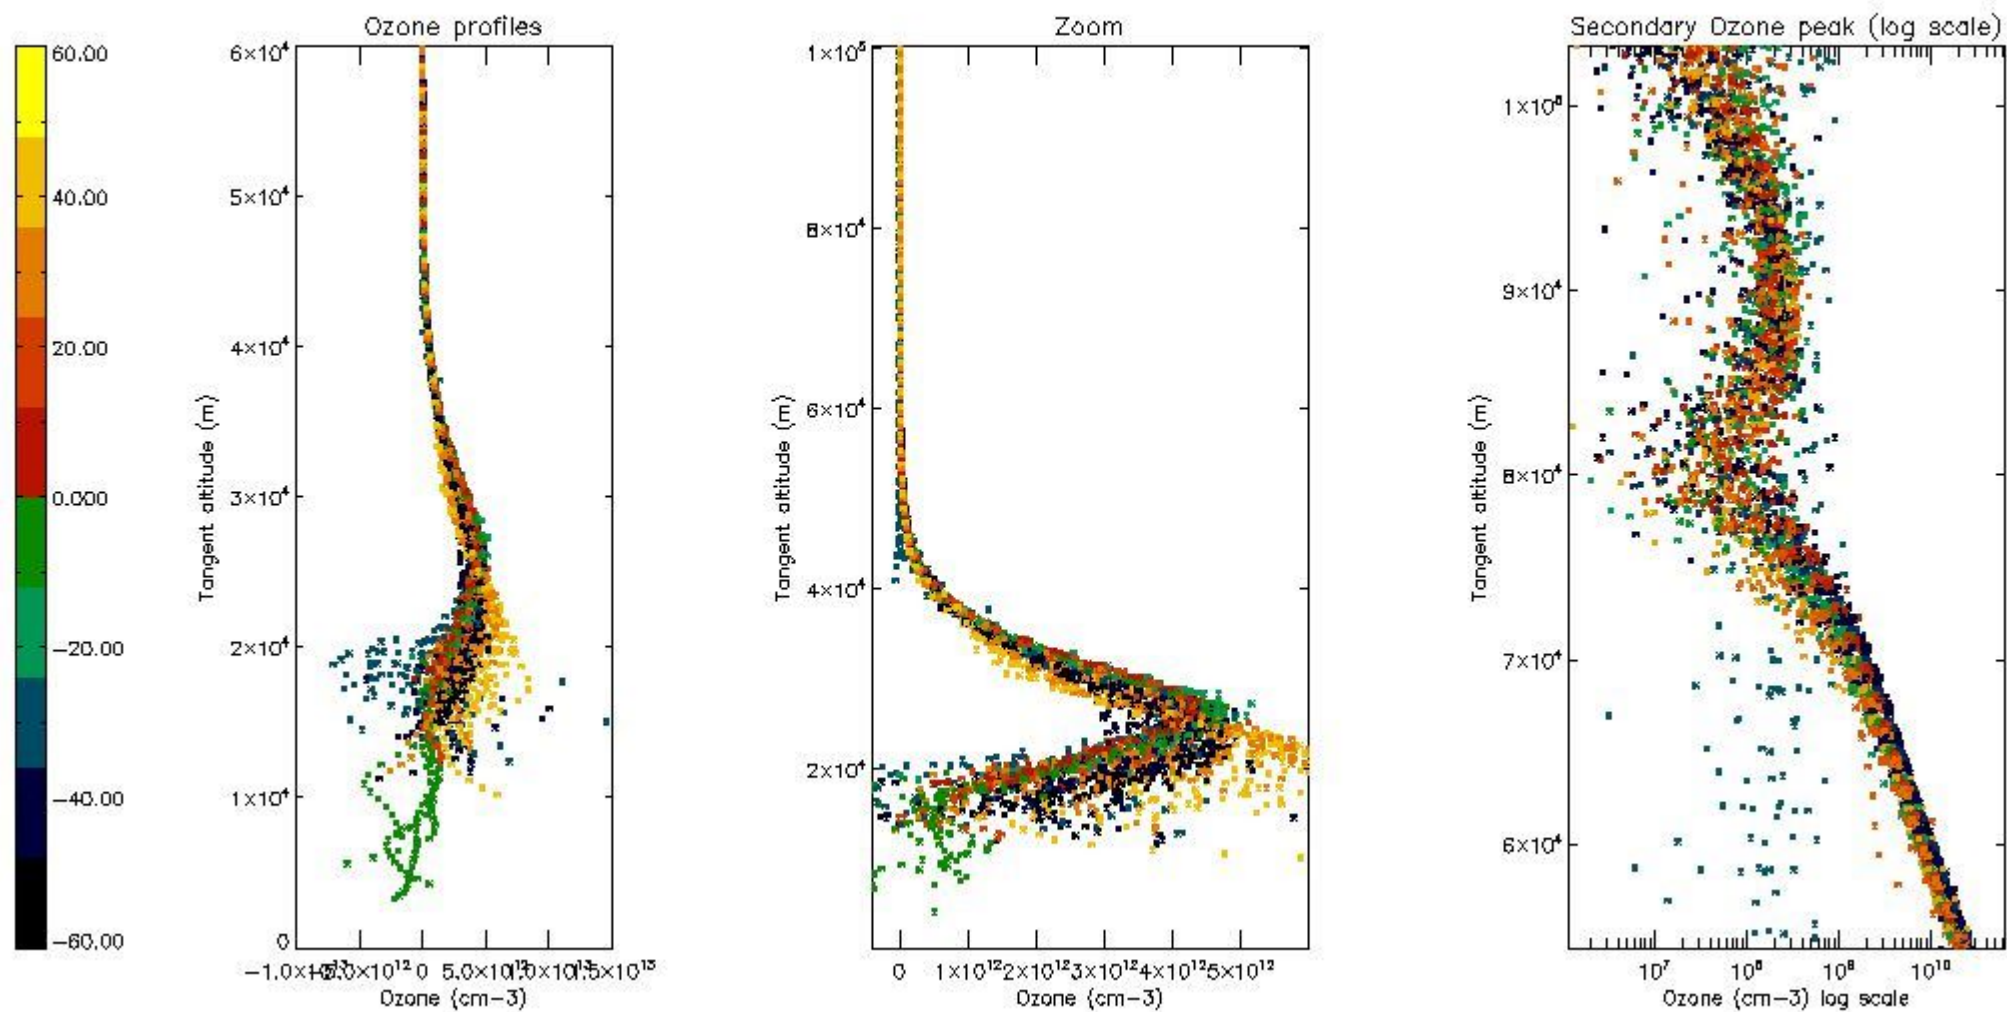 Ozone profiles
Zoom
Secondary Ozone peak (log scale)
60.00
40.00
20.00
0.000
-20.00
-40.00
-60.00
6×10⁴
5×10⁴
4×10⁴
3×10⁴
2×10⁴
1×10⁴
0
Tangent altitude (m)
0
Ozone (cm-3)
1×10⁵
8×10⁴
6×10⁴
4×10⁴
2×10⁴
Tangent altitude (m)
0 1×10¹² 2×10¹² 3×10¹² 4×10¹² 5×10¹²
Ozone (cm-3)
9×10⁴
8×10⁴
7×10⁴
6×10⁴
Tangent altitude (m)
10⁷ 10⁸ 10⁹ 10¹⁰
Ozone (cm-3) log scale